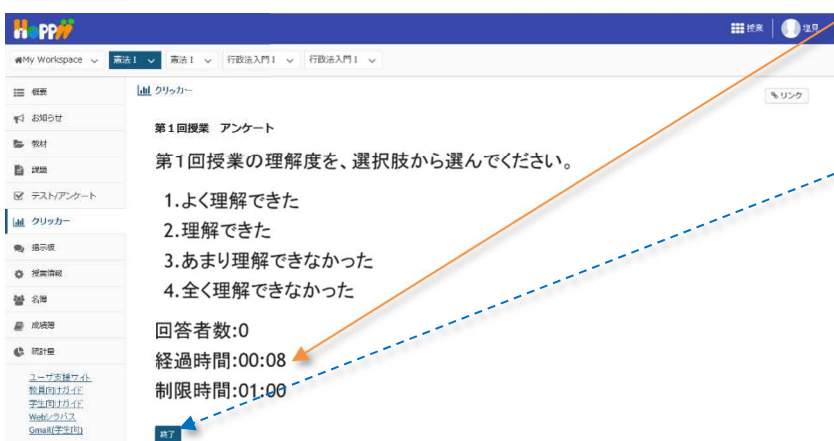 HoPPii
授業
塩見
My Workspace
憲法Ⅰ
憲法Ⅰ
行政法入門Ⅰ
行政法入門Ⅰ
概要
クリッカー
リンク
お知らせ
第1回授業 アンケート
教材
第1回授業の理解度を、選択肢から選んでください。
課題
テスト/アンケート
1.よく理解できた
クリッカー
2.理解できた
掲示板
3.あまり理解できなかった
授業情報
4.全く理解できなかった
名簿
成績簿
回答者数:0
統計量
経過時間:00:08
ユーザ支援サイト
教員向けガイド
制限時間:01:00
学生向けガイド
Webシラバス
Gmail(学生向)
終了